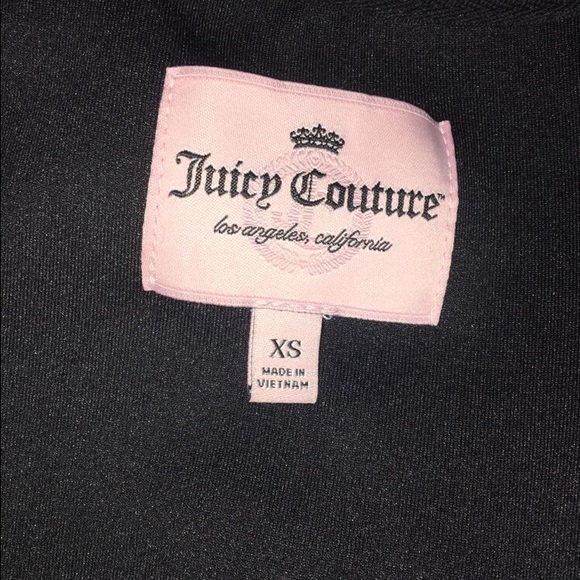 Juicy Couture™
los angeles, california
XS
MADE IN
VIETNAM